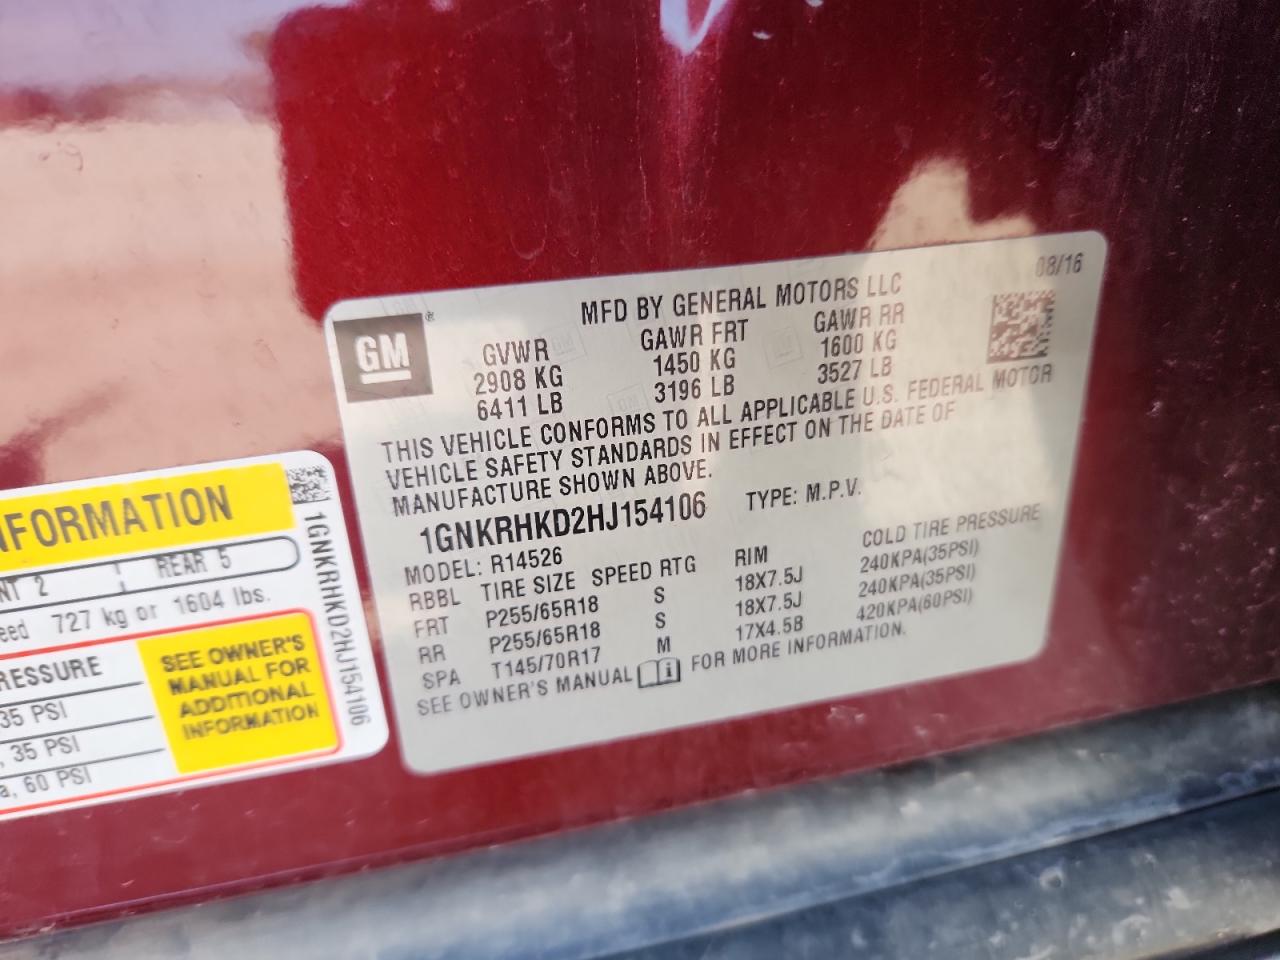 08/16
GM ®
MFD BY GENERAL MOTORS LLC
GVWR GAWR FRT GAWR RR
2908 KG 1450 KG 1600 KG
6411 LB 3196 LB 3527 LB
THIS VEHICLE CONFORMS TO ALL APPLICABLE U.S. FEDERAL MOTOR
VEHICLE SAFETY STANDARDS IN EFFECT ON THE DATE OF
MANUFACTURE SHOWN ABOVE.
1GNKRHKD2HJ154106 TYPE: M.P.V.
MODEL: R14526
RBBL TIRE SIZE SPEED RTG RIM COLD TIRE PRESSURE
FRT P255/65R18 S 18X7.5J 240KPA(35PSI)
RR P255/65R18 S 18X7.5J 240KPA(35PSI)
SPA T145/70R17 M 17X4.5B 420KPA(60PSI)
SEE OWNER'S MANUAL FOR MORE INFORMATION.
NFORMATION
NT 2 REAR 5
eed 727 kg or 1604 lbs.
RESSURE
35 PSI
, 35 PSI
a, 60 PSI
SEE OWNER'S
MANUAL FOR
ADDITIONAL
INFORMATION
1GNKRHKD2HJ154106